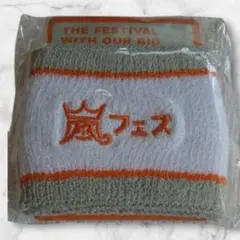 THE FESTIVAL
WITH OUR BIG
嵐フェス